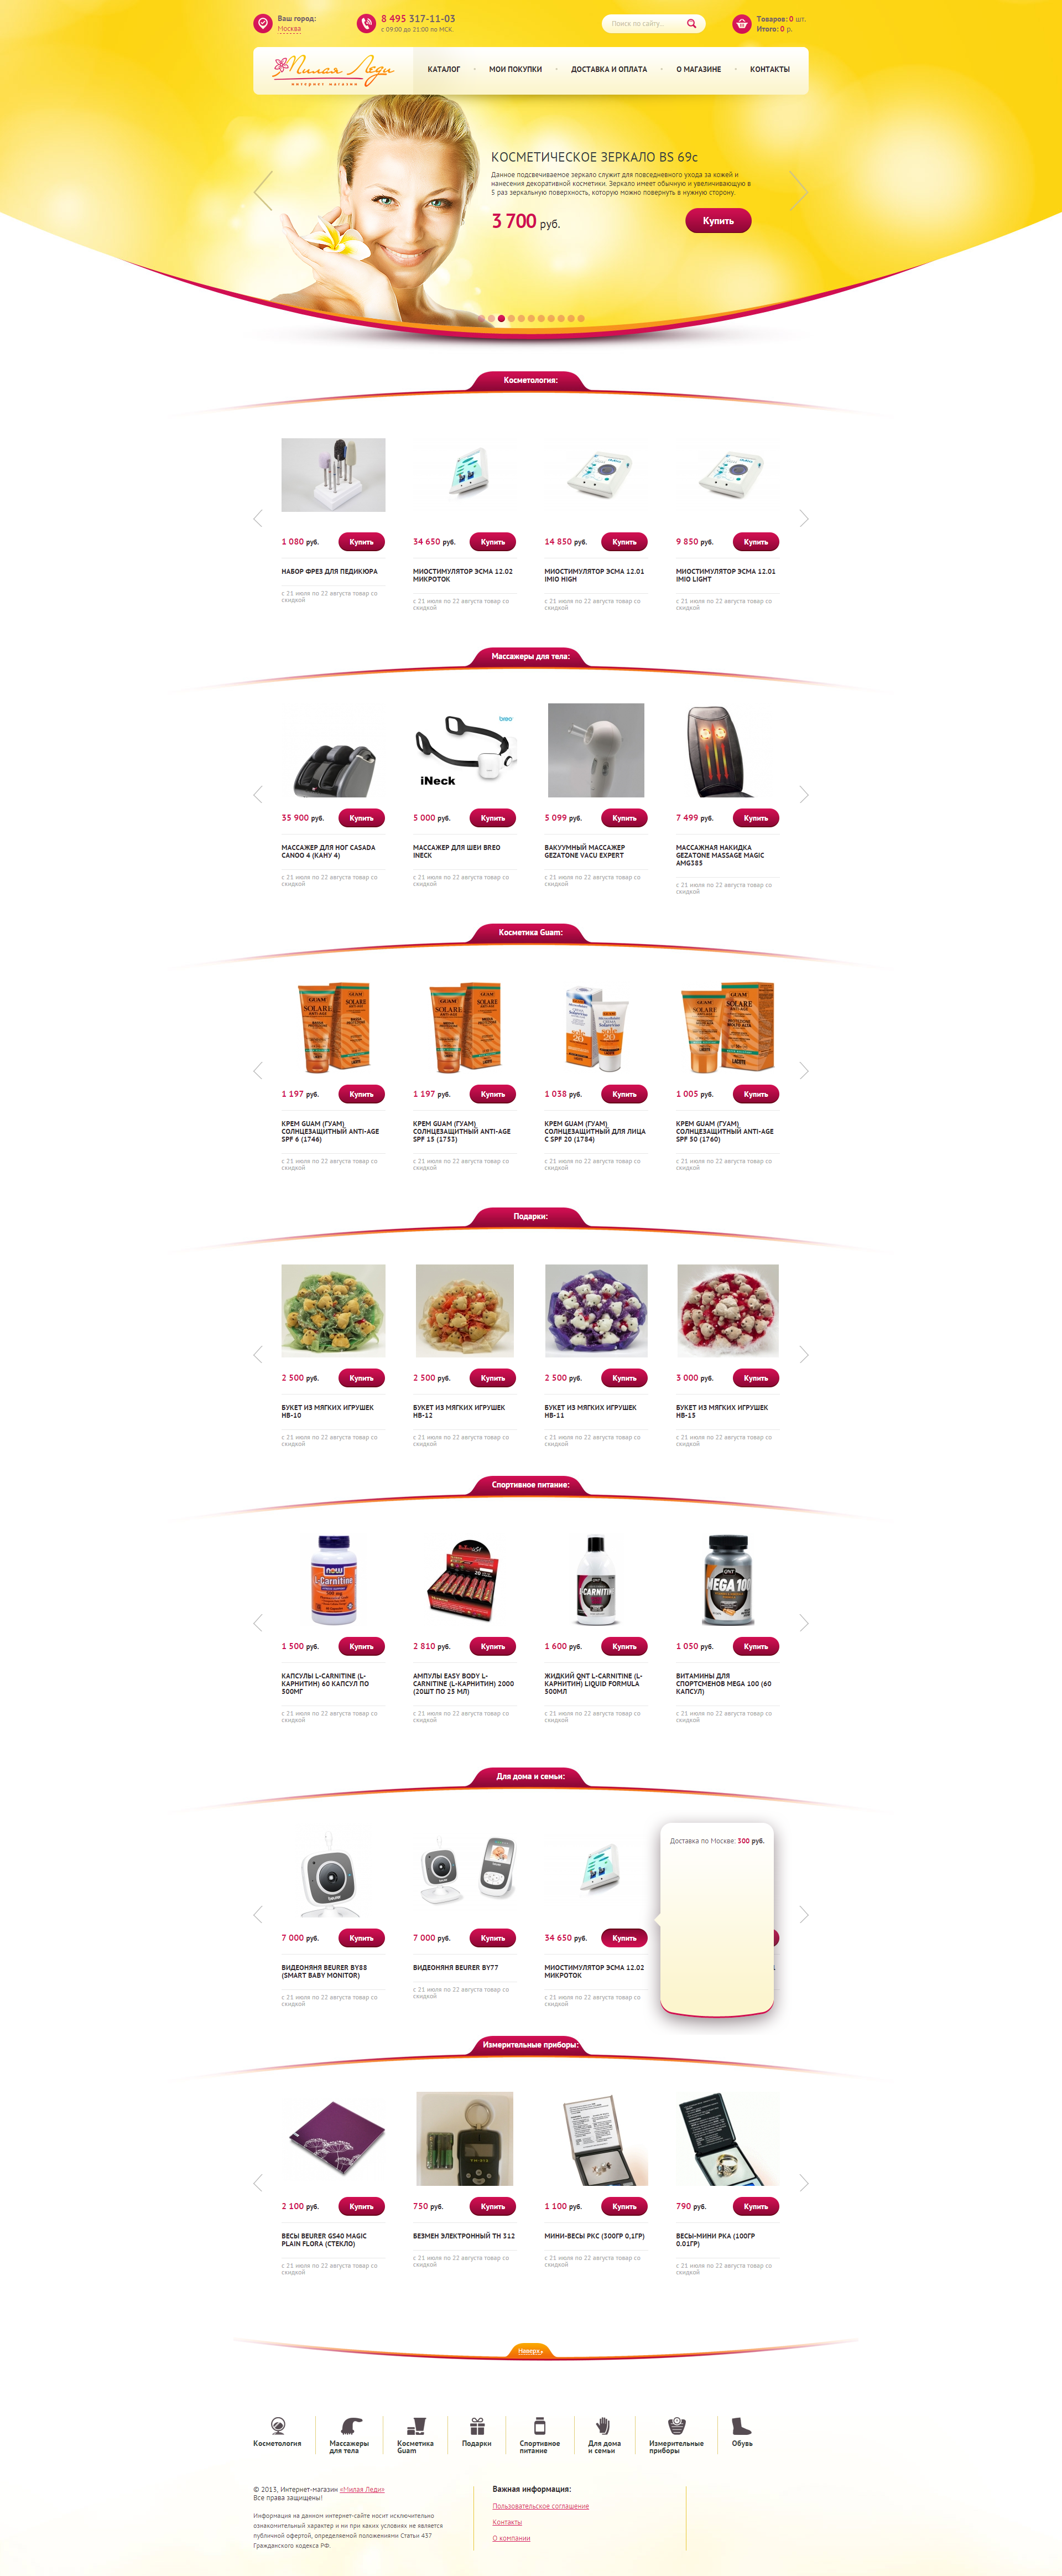 Ваш город:
Москва
8 495 317-11-03
с 09:00 до 21:00 по МСК.
Поиск по сайту...
Товаров: 0 шт.
Итого: 0 р.
Милая Леди
интернет магазин
КАТАЛОГ
МОИ ПОКУПКИ
ДОСТАВКА И ОПЛАТА
О МАГАЗИНЕ
КОНТАКТЫ
КОСМЕТИЧЕСКОЕ ЗЕРКАЛО BS 69с
Данное подсвечиваемое зеркало служит для повседневного ухода за кожей и
нанесения декоративной косметики. Зеркало имеет обычную и увеличивающую в
5 раз зеркальную поверхность, которую можно повернуть в нужную сторону.
3 700 руб.
Купить
Косметология:
1 080 руб. Купить
34 650 руб. Купить
14 850 руб. Купить
9 850 руб. Купить
НАБОР ФРЕЗ ДЛЯ ПЕДИКЮРА
с 21 июля по 22 августа товар со
скидкой
МИОСТИМУЛЯТОР ЭСМА 12.02
МИКРОТОК
с 21 июля по 22 августа товар со
скидкой
МИОСТИМУЛЯТОР ЭСМА 12.01
IMIO HIGH
с 21 июля по 22 августа товар со
скидкой
МИОСТИМУЛЯТОР ЭСМА 12.01
IMIO LIGHT
с 21 июля по 22 августа товар со
скидкой
Массажеры для тела:
breo
iNeck
35 900 руб. Купить
5 000 руб. Купить
5 099 руб. Купить
7 499 руб. Купить
МАССАЖЕР ДЛЯ НОГ CASADA
CANOO 4 (КАНУ 4)
с 21 июля по 22 августа товар со
скидкой
МАССАЖЕР ДЛЯ ШЕИ BREO
INECK
с 21 июля по 22 августа товар со
скидкой
ВАКУУМНЫЙ МАССАЖЕР
GEZATONE VACU EXPERT
с 21 июля по 22 августа товар со
скидкой
МАССАЖНАЯ НАКИДКА
GEZATONE MASSAGE MAGIC
AMG385
с 21 июля по 22 августа товар со
скидкой
Косметика Guam:
GUAM
SOLARE
GUAM
SOLARE
sole
20
GUAM
SOLARE
1 197 руб. Купить
1 197 руб. Купить
1 038 руб. Купить
1 005 руб. Купить
КРЕМ GUAM (ГУАМ)
СОЛНЦЕЗАЩИТНЫЙ ANTI-AGE
SPF 6 (1746)
с 21 июля по 22 августа товар со
скидкой
КРЕМ GUAM (ГУАМ)
СОЛНЦЕЗАЩИТНЫЙ ANTI-AGE
SPF 15 (1753)
с 21 июля по 22 августа товар со
скидкой
КРЕМ GUAM (ГУАМ)
СОЛНЦЕЗАЩИТНЫЙ ДЛЯ ЛИЦА
С SPF 20 (1784)
с 21 июля по 22 августа товар со
скидкой
КРЕМ GUAM (ГУАМ)
СОЛНЦЕЗАЩИТНЫЙ ANTI-AGE
SPF 50 (1760)
с 21 июля по 22 августа товар со
скидкой
Подарки:
2 500 руб. Купить
2 500 руб. Купить
2 500 руб. Купить
3 000 руб. Купить
БУКЕТ ИЗ МЯГКИХ ИГРУШЕК
HB-10
с 21 июля по 22 августа товар со
скидкой
БУКЕТ ИЗ МЯГКИХ ИГРУШЕК
HB-12
с 21 июля по 22 августа товар со
скидкой
БУКЕТ ИЗ МЯГКИХ ИГРУШЕК
HB-11
с 21 июля по 22 августа товар со
скидкой
БУКЕТ ИЗ МЯГКИХ ИГРУШЕК
HB-15
с 21 июля по 22 августа товар со
скидкой
Спортивное питание:
NOW
L-Carnitine
QNT
MEGA 100
1 500 руб. Купить
2 810 руб. Купить
1 600 руб. Купить
1 050 руб. Купить
КАПСУЛЫ L-CARNITINE (L-
КАРНИТИН) 60 КАПСУЛ ПО
500МГ
с 21 июля по 22 августа товар со
скидкой
АМПУЛЫ EASY BODY L-
CARNITINE (L-КАРНИТИН) 2000
(20ШТ ПО 25 МЛ)
с 21 июля по 22 августа товар со
скидкой
ЖИДКИЙ QNT L-CARNITINE (L-
КАРНИТИН) LIQUID FORMULA
500МЛ
с 21 июля по 22 августа товар со
скидкой
ВИТАМИНЫ ДЛЯ
СПОРТСМЕНОВ MEGA 100 (60
КАПСУЛ)
с 21 июля по 22 августа товар со
скидкой
Для дома и семьи:
Доставка по Москве: 300 руб.
7 000 руб. Купить
7 000 руб. Купить
34 650 руб. Купить
ВИДЕОНЯНЯ BEURER BY88
(SMART BABY MONITOR)
с 21 июля по 22 августа товар со
скидкой
ВИДЕОНЯНЯ BEURER BY77
с 21 июля по 22 августа товар со
скидкой
МИОСТИМУЛЯТОР ЭСМА 12.02
МИКРОТОК
с 21 июля по 22 августа товар со
скидкой
Измерительные приборы:
2 100 руб. Купить
750 руб. Купить
1 100 руб. Купить
790 руб. Купить
ВЕСЫ BEURER GS40 MAGIC
PLAIN FLORA (СТЕКЛО)
с 21 июля по 22 августа товар со
скидкой
БЕЗМЕН ЭЛЕКТРОННЫЙ TH 312
с 21 июля по 22 августа товар со
скидкой
МИНИ-ВЕСЫ РКС (300ГР 0,1ГР)
с 21 июля по 22 августа товар со
скидкой
ВЕСЫ-МИНИ РКА (100ГР
0.01ГР)
с 21 июля по 22 августа товар со
скидкой
Наверх
Косметология
Массажеры
для тела
Косметика
Guam
Подарки
Спортивное
питание
Для дома
и семьи
Измерительные
приборы
Обувь
© 2013, Интернет-магазин «Милая Леди»
Все права защищены!
Информация на данном интернет-сайте носит исключительно
ознакомительный характер и ни при каких условиях не является
публичной офертой, определяемой положениями Статьи 437
Гражданского кодекса РФ.
Важная информация:
Пользовательское соглашение
Контакты
О компании